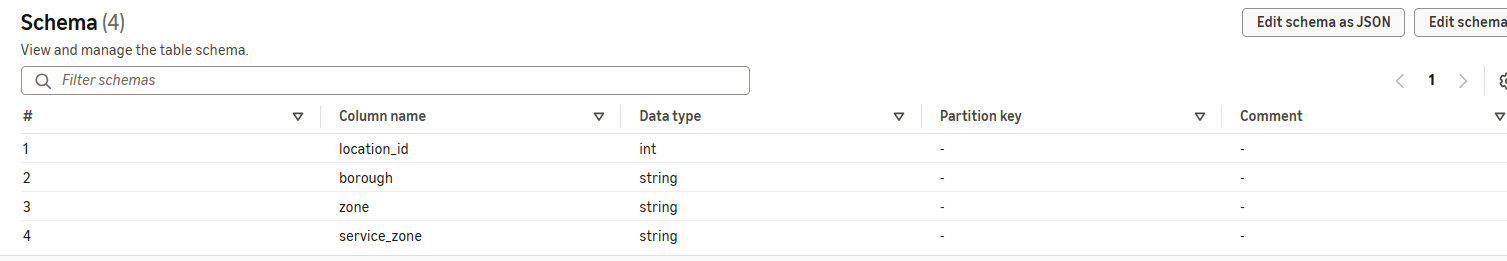 Schema (4)
Edit schema as JSON
Edit schema
View and manage the table schema.
Filter schemas
1
# Column name Data type Partition key Comment
1 location_id int - -
2 borough string - -
3 zone string - -
4 service_zone string - -